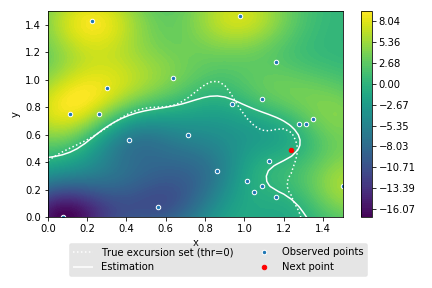 1.4
1.2
1.0
0.8
0.6
0.4
0.2
0.0
y
0.0 0.2 0.4 0.6 0.8 1.0 1.2 1.4
x
8.04
5.36
2.68
0.00
−2.67
−5.35
−8.03
−10.71
−13.39
−16.07
True excursion set (thr=0)
Estimation
Observed points
Next point